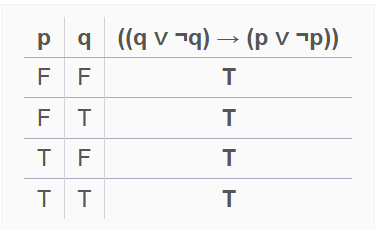 p q ((q ∨ ¬q) → (p ∨ ¬p))
F F T
F T T
T F T
T T T